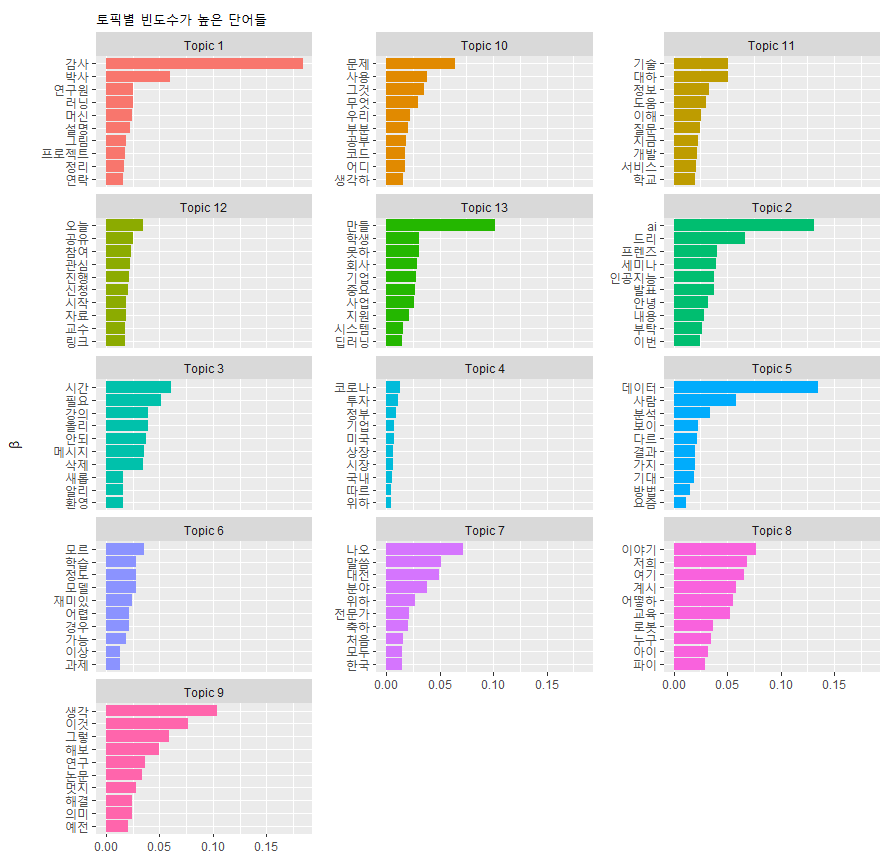 토픽별 빈도수가 높은 단어들
Topic 1
감사
박사
연구원
러닝
머신
설명
그림
프로젝트
정리
연락
Topic 10
문제
사용
그것
무엇
우리
부분
공부
코드
어디
생각하
Topic 11
기술
대하
정보
도움
이해
질문
지금
개발
서비스
학교
Topic 12
오늘
공유
참여
관심
진행
신청
시작
자료
교수
링크
Topic 13
만들
학생
못하
회사
기업
중요
사업
지원
시스템
딥러닝
Topic 2
ai
드리
프렌즈
세미나
인공지능
발표
안녕
내용
부탁
이번
Topic 3
시간
필요
강의
올리
안되
메시지
삭제
새롭
알리
환영
Topic 4
코로나
투자
정부
기업
미국
상장
시장
국내
따르
위하
Topic 5
데이터
사람
분석
보이
다르
결과
가지
기대
방법
요즘
β
Topic 6
모르
학습
정도
모델
재미있
어렵
경우
가능
이상
과제
Topic 7
나오
말씀
대전
분야
위하
전문가
축하
처음
모두
한국
0.00 0.05 0.10 0.15
Topic 8
이야기
저희
여기
계시
어떻하
교육
로봇
누구
아이
파이
0.00 0.05 0.10 0.15
Topic 9
생각
이것
그렇
해보
연구
논문
멋지
해결
의미
예전
0.00 0.05 0.10 0.15